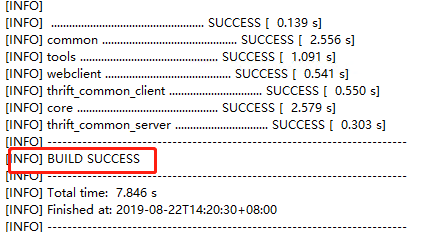 [INFO]
[INFO] ................................................... SUCCESS [  0.139 s]
[INFO] common ............................................. SUCCESS [  2.556 s]
[INFO] tools .............................................. SUCCESS [  1.091 s]
[INFO] webclient .......................................... SUCCESS [  0.541 s]
[INFO] thrift_common_client ............................... SUCCESS [  0.550 s]
[INFO] core ............................................... SUCCESS [  2.579 s]
[INFO] thrift_common_server ............................... SUCCESS [  0.303 s]
[INFO] ------------------------------------------------------------------------
[INFO] BUILD SUCCESS
[INFO] ------------------------------------------------------------------------
[INFO] Total time:  7.846 s
[INFO] Finished at: 2019-08-22T14:20:30+08:00
[INFO] ------------------------------------------------------------------------